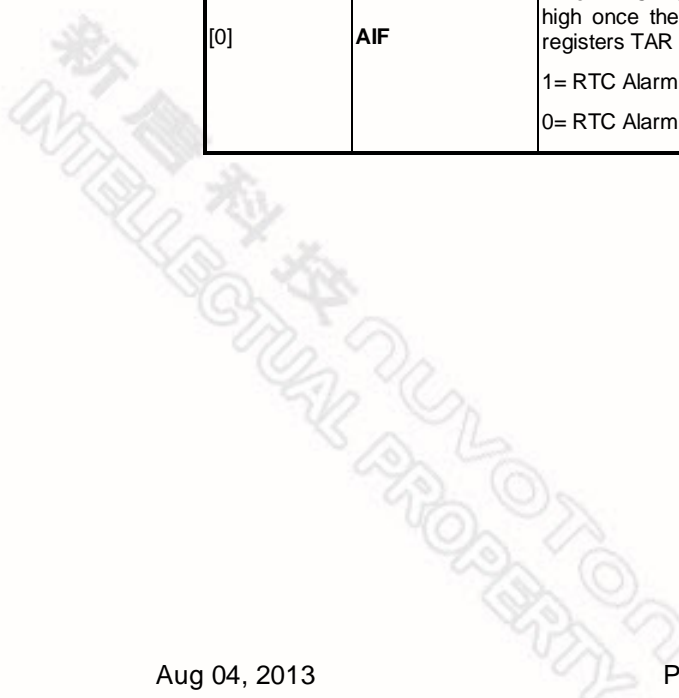 high once the
[0] AIF registers TAR
1= RTC Alarm
0= RTC Alarm
新唐科技 nuvoTon
INTELLECTUAL PROPERTY
Aug 04, 2013 P